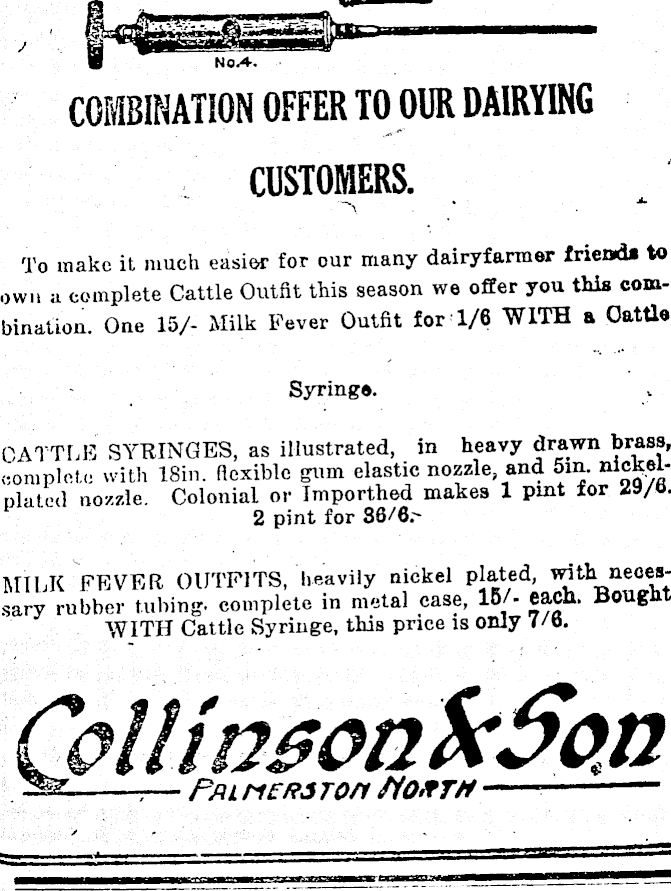 No.4.
COMBINATION OFFER TO OUR DAIRYING
CUSTOMERS.
To make it much easier for our many dairyfarmer friends to
own a complete Cattle Outfit this season we offer you this com-
bination. One 15/- Milk Fever Outfit for 1/6 WITH a Cattle
Syringe.
CATTLE SYRINGES, as illustrated, in heavy drawn brass,
complete with 18in. flexible gum elastic nozzle, and 5in. nickel-
plated nozzle. Colonial or Importhed makes 1 pint for 29/6.
2 pint for 36/6.-
MILK FEVER OUTFITS, heavily nickel plated, with neces-
sary rubber tubing, complete in metal case, 15/- each. Bought
WITH Cattle Syringe, this price is only 7/6.
Collinson & Son
PALMERSTON NORTH